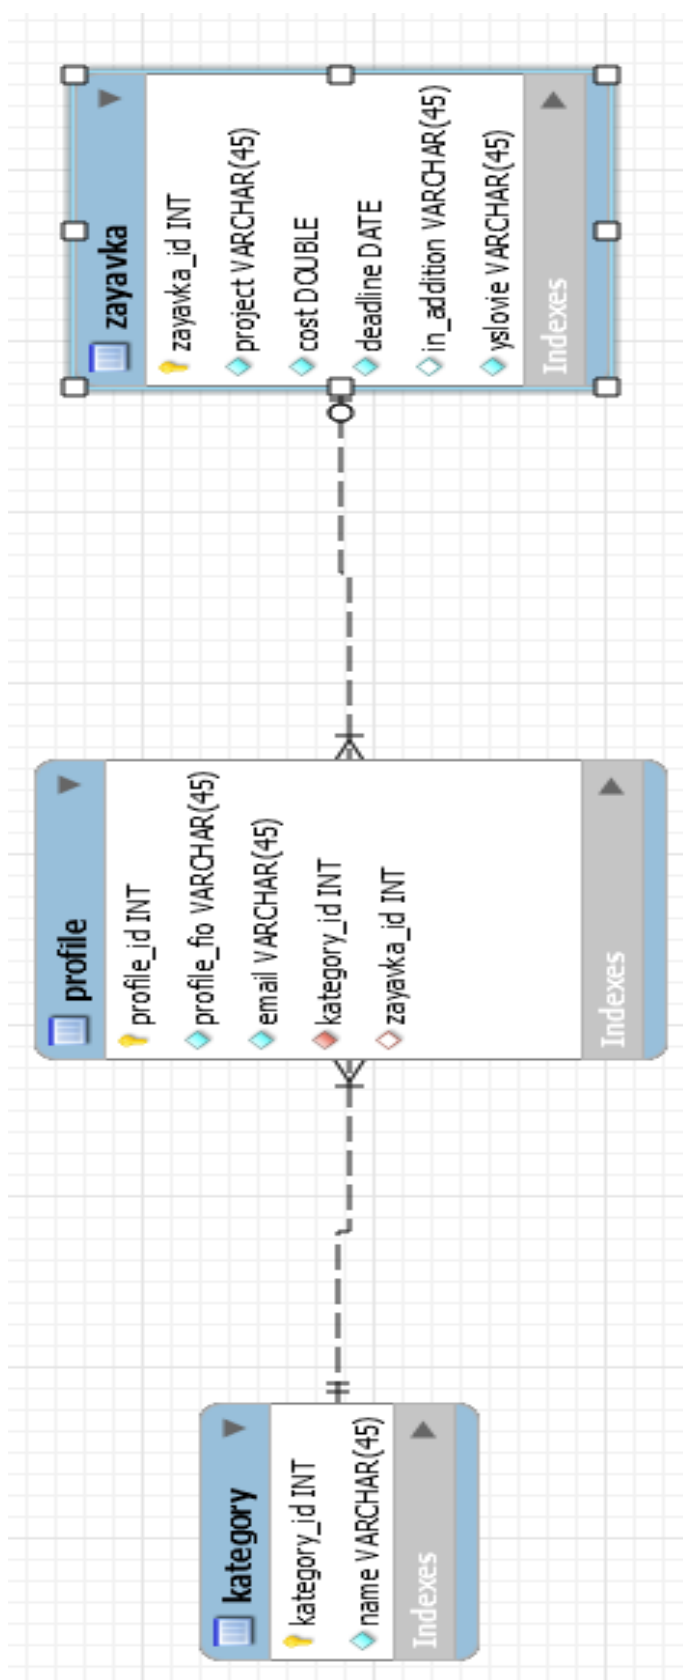 kategory
kategory_id INT
name VARCHAR(45)
Indexes
profile
profile_id INT
profile_fio VARCHAR(45)
email VARCHAR(45)
kategory_id INT
zayavka_id INT
Indexes
zayavka
zayavka_id INT
project VARCHAR(45)
cost DOUBLE
deadline DATE
in_addition VARCHAR(45)
yslovie VARCHAR(45)
Indexes